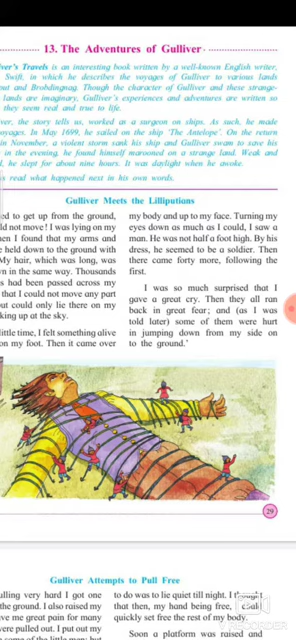 13. The Adventures of Gulliver
ver's Travels is an interesting book written by a well-known English writer,
Swift, in which he describes the voyages of Gulliver to various lands
put and Brobdingnag. Though the character of Gulliver and these strange-
lands are imaginary, Gulliver's experiences and adventures are written so
they seem real and true to life.
ver, the story tells us, worked as a surgeon on ships. As such, he made
voyages. In May 1699, he sailed on the ship 'The Antelope'. On the return
in November, a violent storm sank his ship and Gulliver swam to save his
in the evening, he found himself marooned on a strange land. Weak and
d, he slept for about nine hours. It was daylight when he awoke.
s read what happened next in his own words.
Gulliver Meets the Lilliputians
ed to get up from the ground,
ld not move! I was lying on my
en I found that my arms and
e held down to the ground with
My hair, which was long, was
n in the same way. Thousands
s had been passed across my
that I could not move any part
ut could only lie there on my
king up at the sky.
little time, I felt something alive
on my foot. Then it came over
my body and up to my face. Turning my
eyes down as much as I could, I saw a
man. He was not half a foot high. By his
dress, he seemed to be a soldier. Then
there came forty more, following the
first.
I was so much surprised that I
gave a great cry. Then they all ran
back in great fear; and (as I was
told later) some of them were hurt
in jumping down from my side on
to the ground.'
29
Gulliver Attempts to Pull Free
ulling very hard I got one
the ground. I also raised my
ve me great pain for many
were pulled out. I put out my
to do was to lie quiet till night. I thought
that then, my hand being free, I could
quickly set free the rest of my body.
Soon a platform was raised and